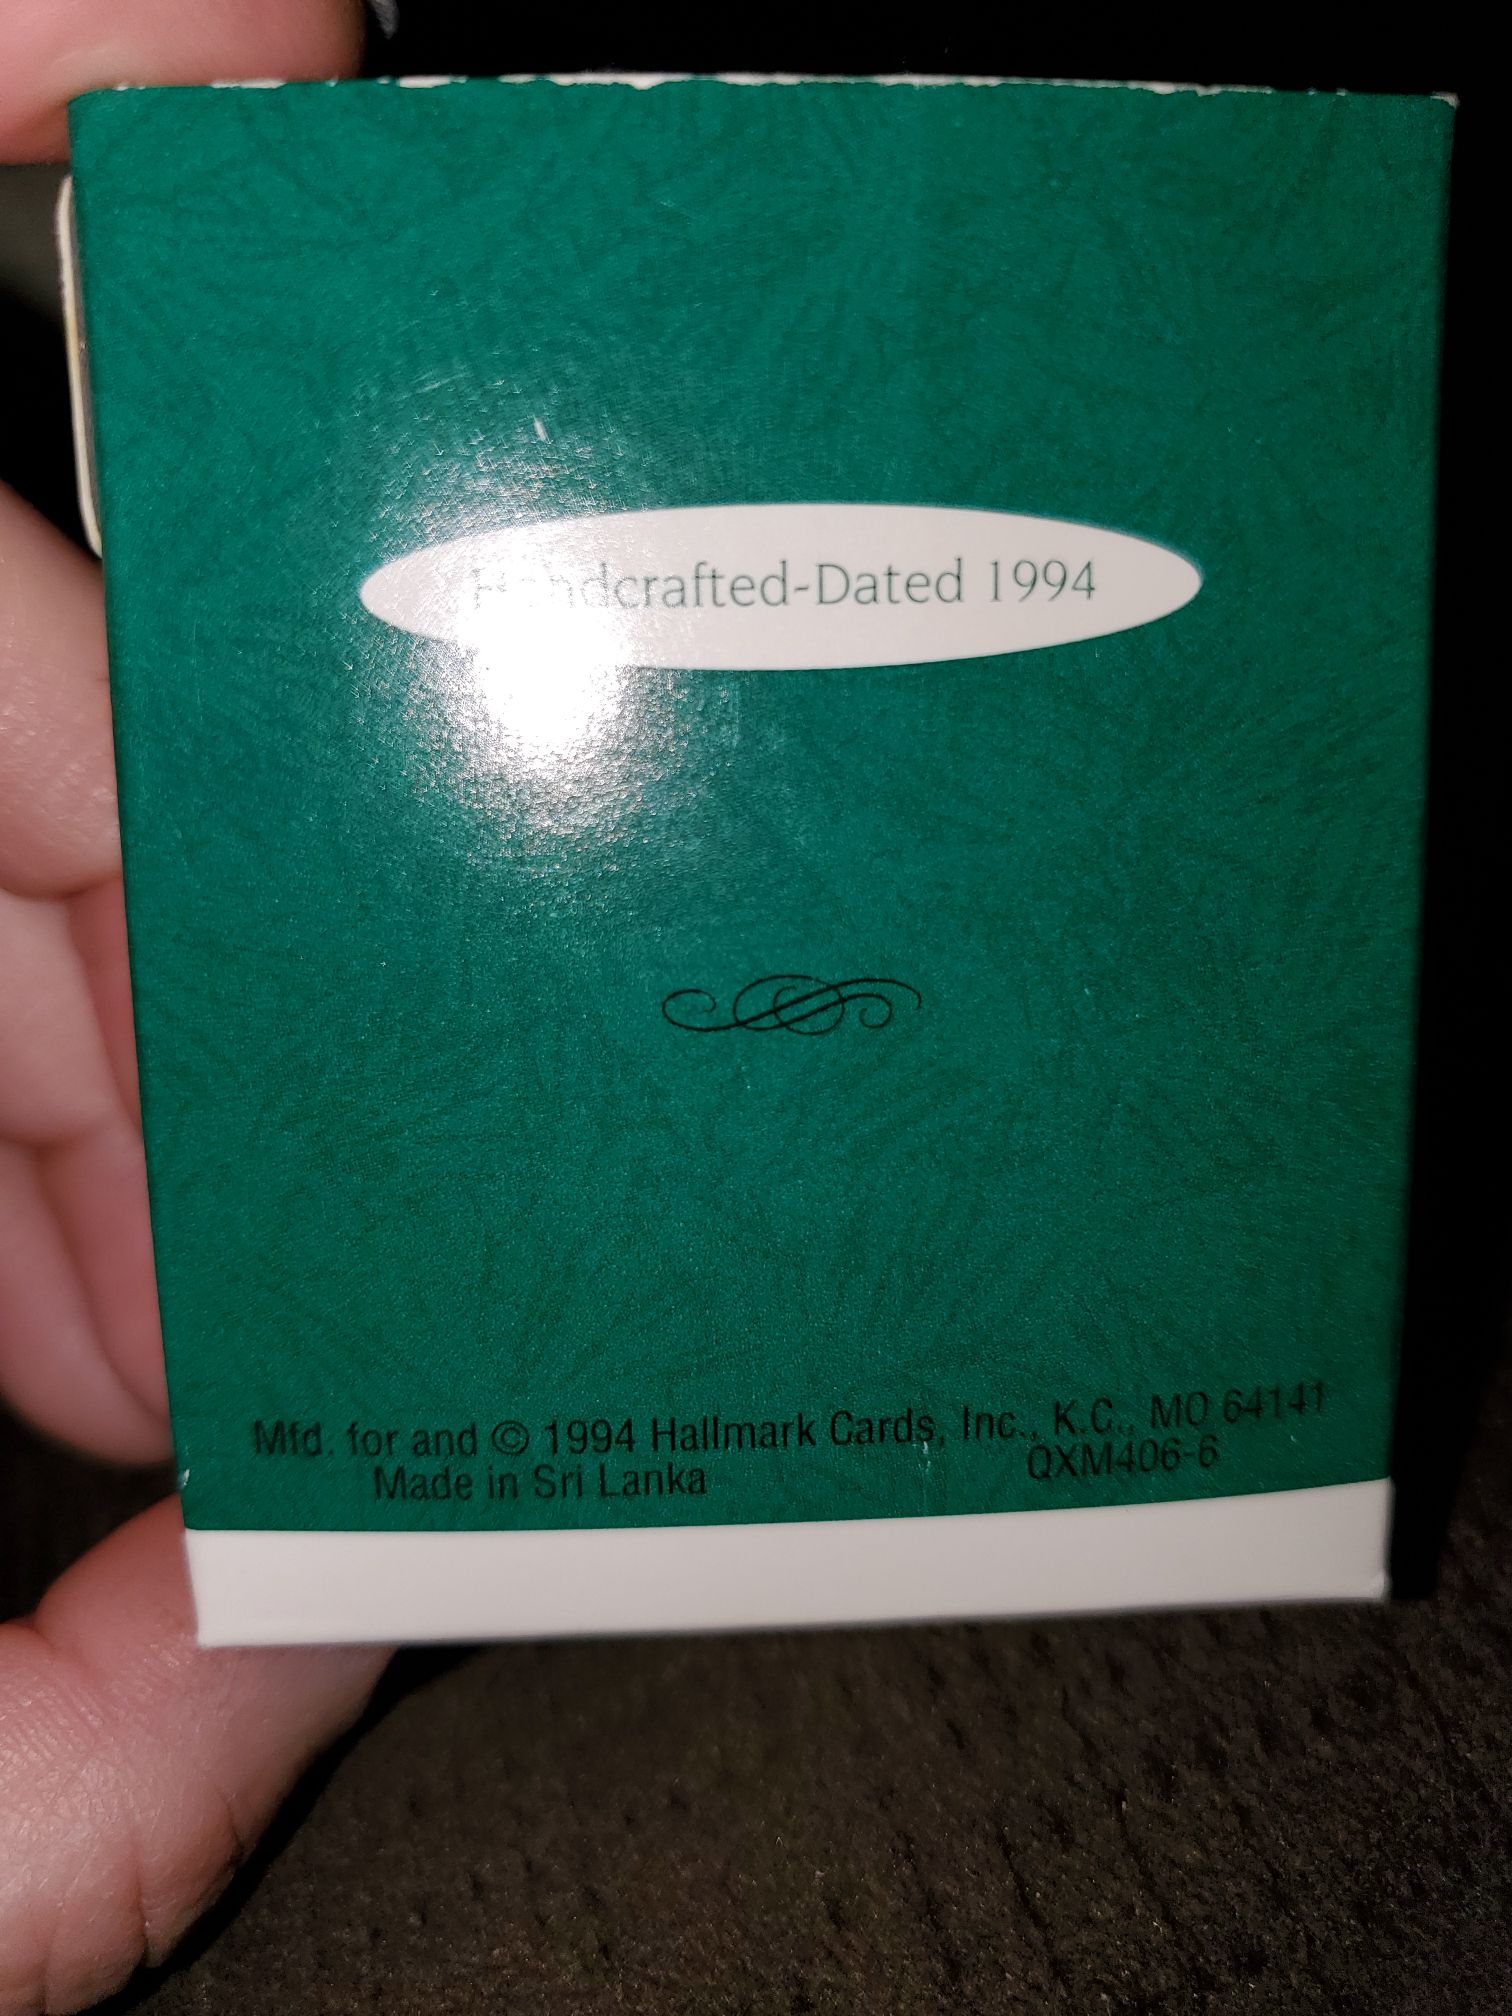 Handcrafted-Dated 1994
Mfd. for and © 1994 Hallmark Cards, Inc., K.C., MO 64141
Made in Sri Lanka QXM406-6